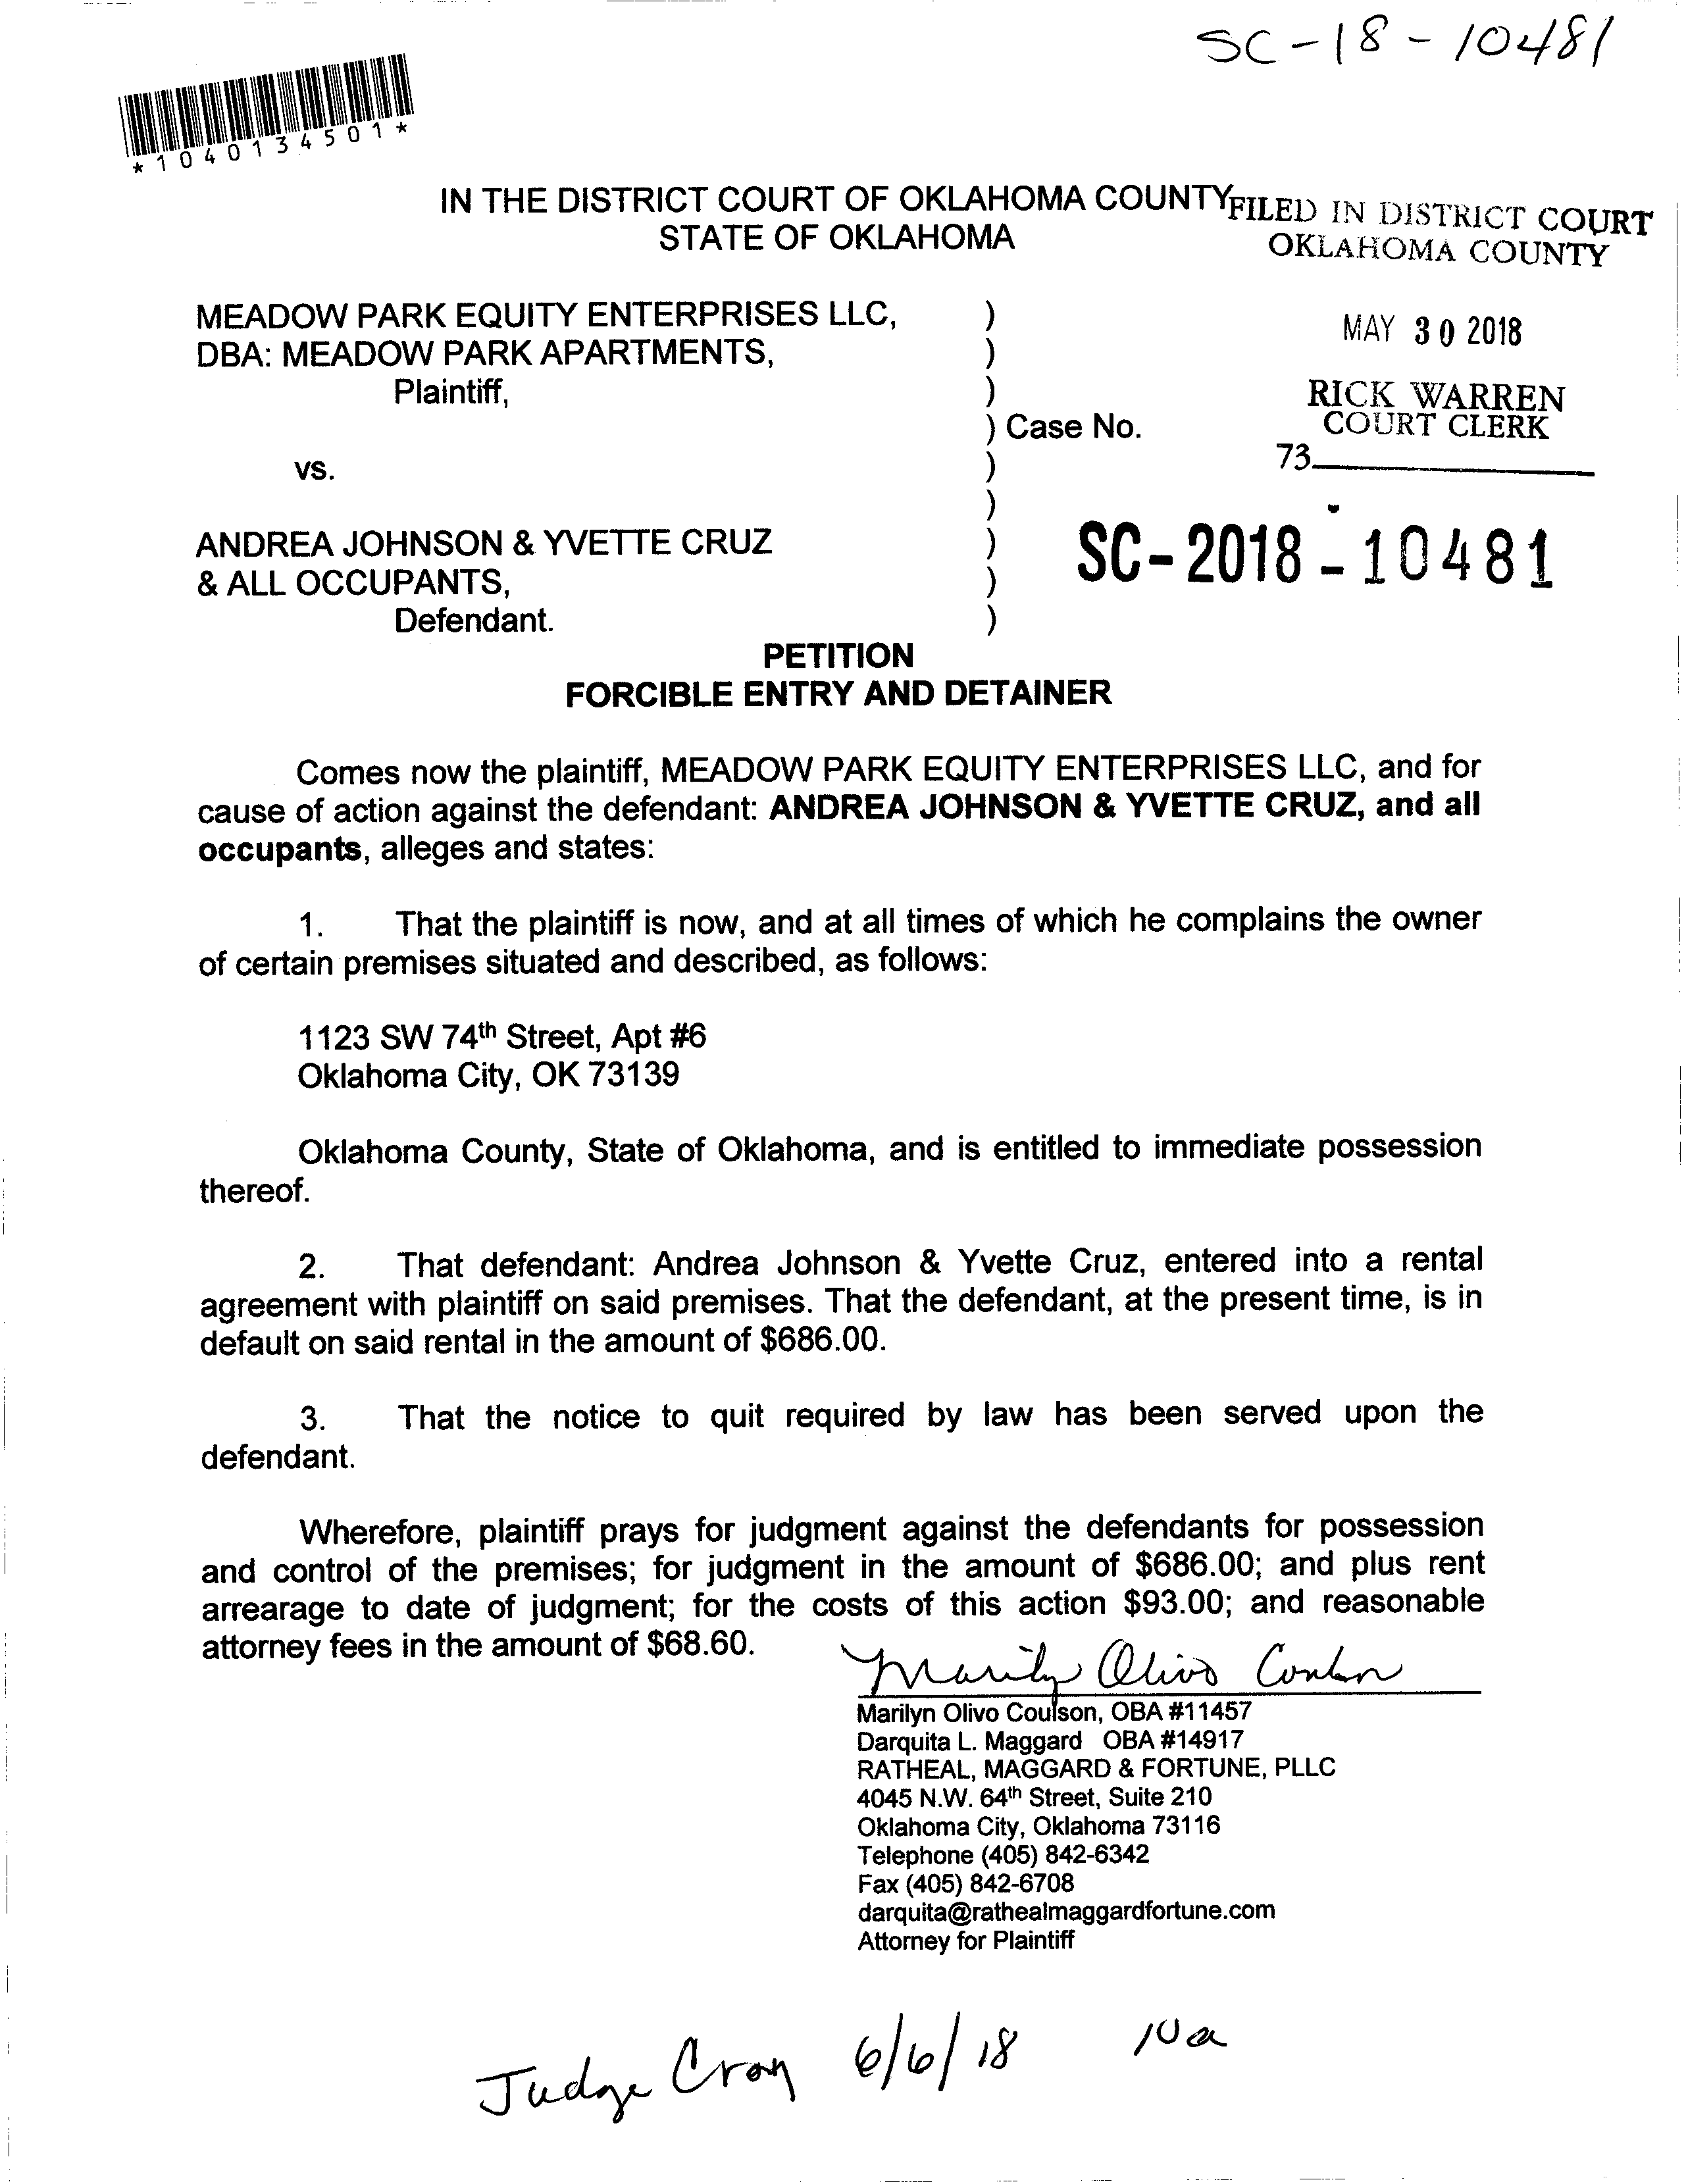 SC-18-10481
*1040134501*
IN THE DISTRICT COURT OF OKLAHOMA COUNTY
STATE OF OKLAHOMA
FILED IN DISTRICT COURT
OKLAHOMA COUNTY
MAY 30 2018
RICK WARREN
COURT CLERK
73
MEADOW PARK EQUITY ENTERPRISES LLC, )
DBA: MEADOW PARK APARTMENTS, )
Plaintiff, )
) Case No.
vs. )
)
ANDREA JOHNSON & YVETTE CRUZ )
& ALL OCCUPANTS, )
Defendant. )
SC-2018-10481
PETITION
FORCIBLE ENTRY AND DETAINER
Comes now the plaintiff, MEADOW PARK EQUITY ENTERPRISES LLC, and for
cause of action against the defendant: ANDREA JOHNSON & YVETTE CRUZ, and all
occupants, alleges and states:
1. That the plaintiff is now, and at all times of which he complains the owner
of certain premises situated and described, as follows:
1123 SW 74th Street, Apt #6
Oklahoma City, OK 73139
Oklahoma County, State of Oklahoma, and is entitled to immediate possession
thereof.
2. That defendant: Andrea Johnson & Yvette Cruz, entered into a rental
agreement with plaintiff on said premises. That the defendant, at the present time, is in
default on said rental in the amount of $686.00.
3. That the notice to quit required by law has been served upon the
defendant.
Wherefore, plaintiff prays for judgment against the defendants for possession
and control of the premises; for judgment in the amount of $686.00; and plus rent
arrearage to date of judgment; for the costs of this action $93.00; and reasonable
attorney fees in the amount of $68.60.
Marilyn Olivo Coulson
Marilyn Olivo Coulson, OBA #11457
Darquita L. Maggard OBA #14917
RATHEAL, MAGGARD & FORTUNE, PLLC
4045 N.W. 64th Street, Suite 210
Oklahoma City, Oklahoma 73116
Telephone (405) 842-6342
Fax (405) 842-6708
darquita@rathealmaggardfortune.com
Attorney for Plaintiff
Judge 6/6/18